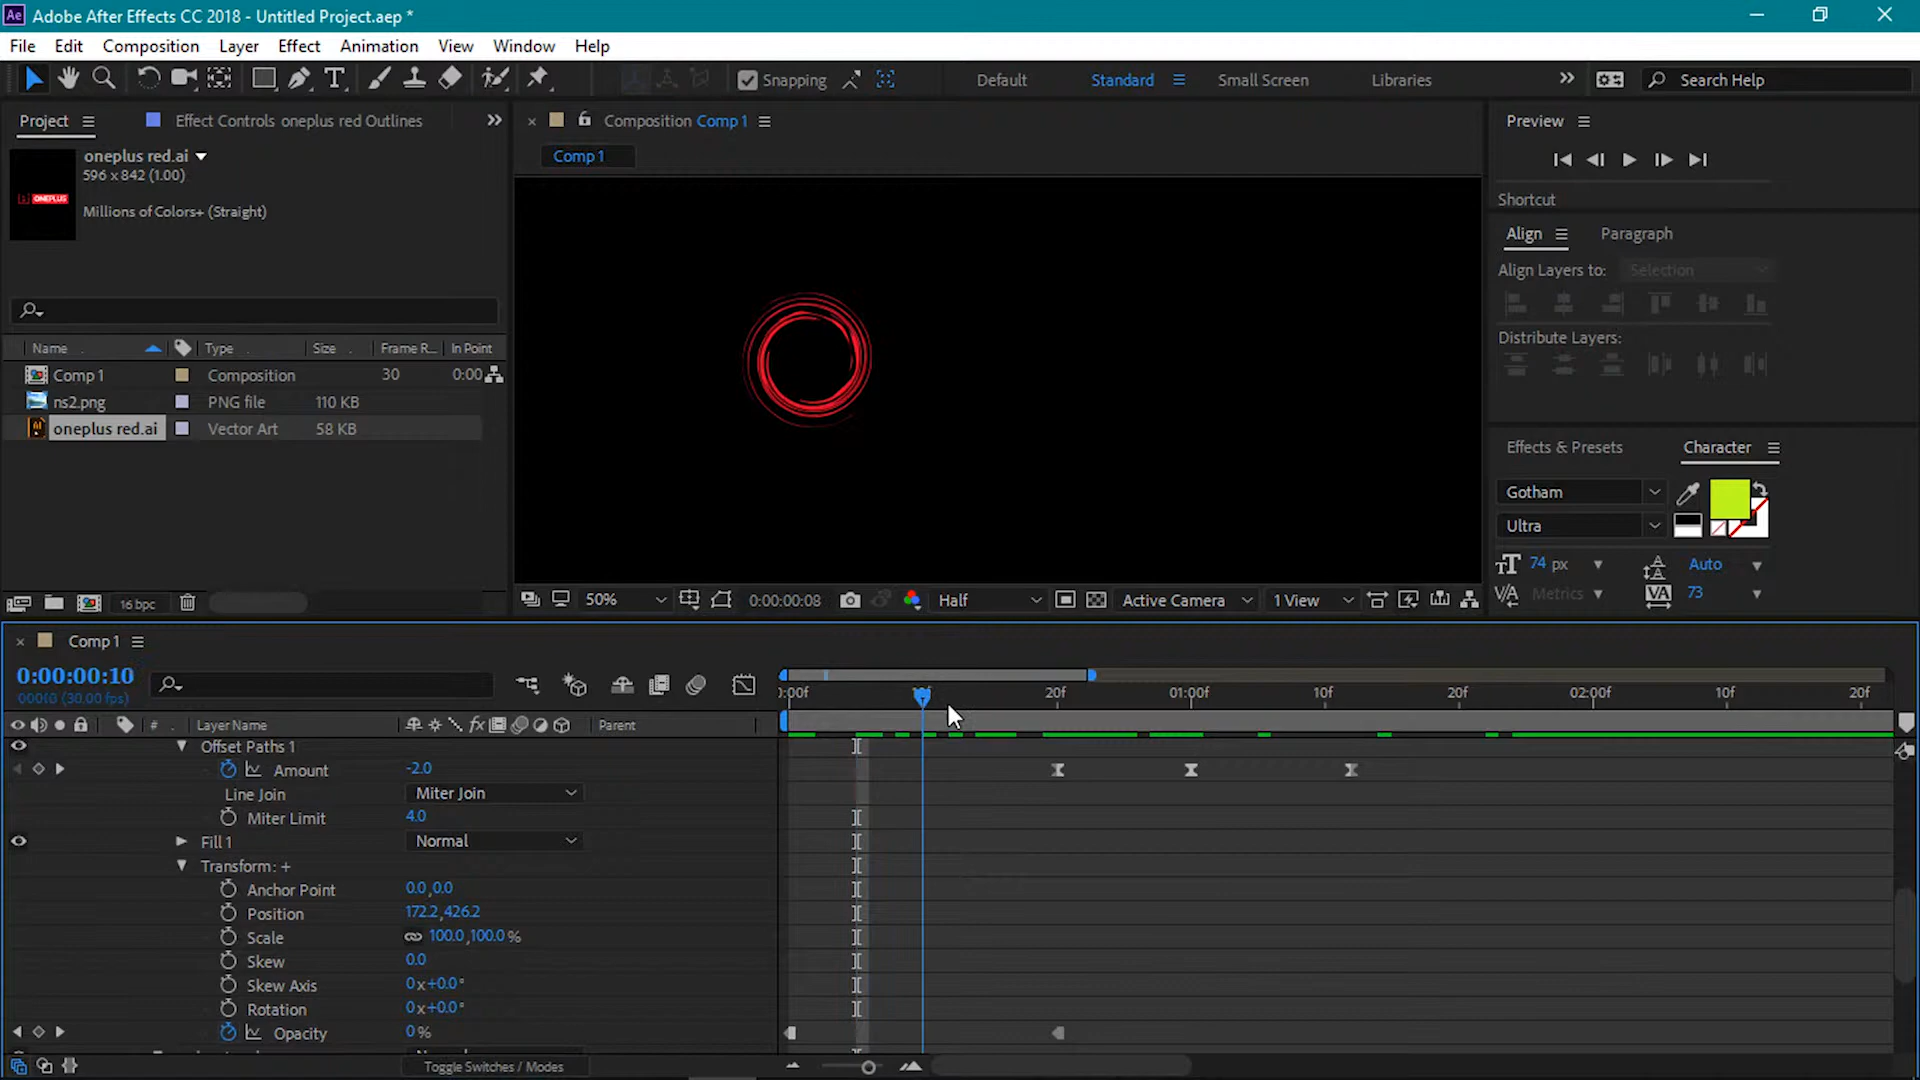 Adobe After Effects CC 2018 - Untitled Project.aep *
File Edit Composition Layer Effect Animation View Window Help
Snapping Default Standard Small Screen Libraries Search Help
Project Effect Controls oneplus red Outlines
Composition Comp 1
Preview
oneplus red.ai
596 x 842 (1.00)
Millions of Colors+ (Straight)
ONEPLUS
Comp 1
Shortcut
Align Paragraph
Align Layers to: Selection
Distribute Layers:
Name Type Size Frame R... In Point
Comp 1 Composition 30 0:00
ns2.png PNG file 110 KB
oneplus red.ai Vector Art 58 KB
Effects & Presets Character
Gotham
Ultra
74 px Auto
Metrics 73
16 bpc
50% 0:00:00:08 Half Active Camera 1 View
Comp 1
0:00:00:10
(30.00 fps)
:00f 20f 01:00f 10f 20f 02:00f 10f 20f
# Layer Name Parent
Offset Paths 1
Amount -2.0
Line Join Miter Join
Miter Limit 4.0
Fill 1 Normal
Transform: +
Anchor Point 0.0,0.0
Position 172.2,426.2
Scale 100.0,100.0 %
Skew 0.0
Skew Axis 0x+0.0°
Rotation 0x+0.0°
Opacity 0 %
Toggle Switches / Modes